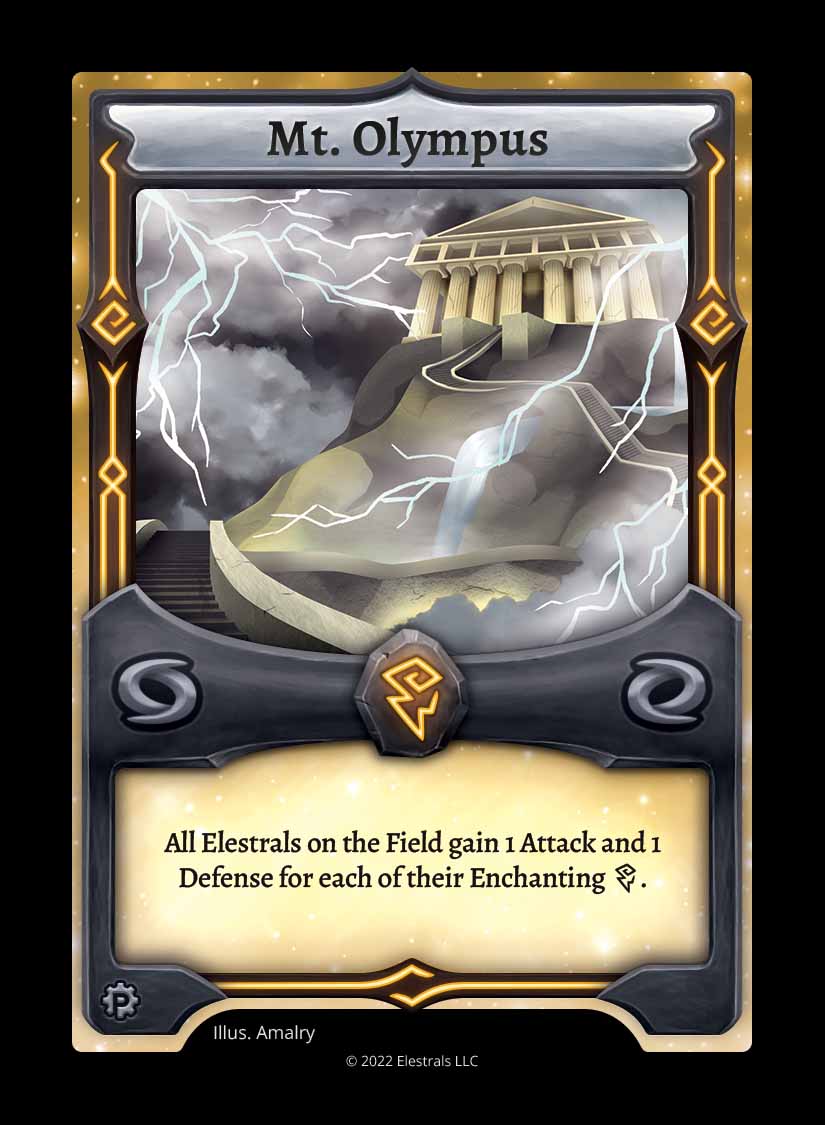 Mt. Olympus
All Elestrals on the Field gain 1 Attack and 1
Defense for each of their Enchanting .
P
Illus. Amalry
© 2022 Elestrals LLC